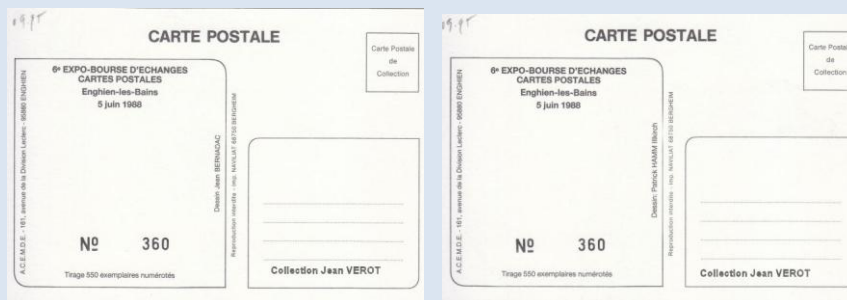 19.95
CARTE POSTALE
Carte Postale
de
Collection
6e EXPO-BOURSE D'ECHANGES
CARTES POSTALES
Enghien-les-Bains
5 juin 1988
A.C.E.M.D.E. - 161, avenue de la Division Leclerc - 95880 ENGHIEN
Dessin Jean BERNADAC
Reproduction interdite - imp. NAVILIAT 68750 BERGHEIM
Nº 360
Tirage 550 exemplaires numérotés
Collection Jean VEROT
CARTE POSTALE
Carte Postale
de
Collection
6e EXPO-BOURSE D'ECHANGES
CARTES POSTALES
Enghien-les-Bains
5 juin 1988
A.C.E.M.D.E. - 161, avenue de la Division Leclerc - 95880 ENGHIEN
Dessin: Patrick HAMM Illkirch
Reproduction interdite - imp. NAVILIAT 68750 BERGHEIM
Nº 360
Tirage 550 exemplaires numérotés
Collection Jean VEROT